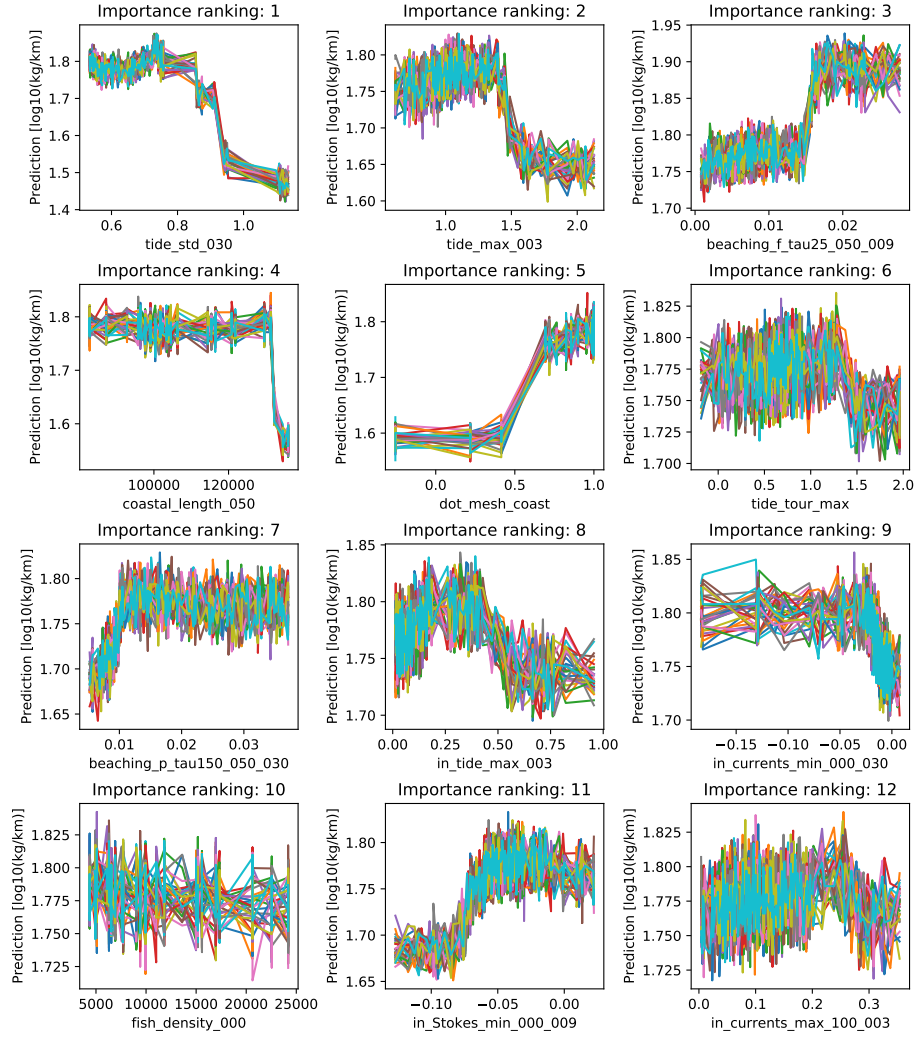 Importance ranking: 1
Prediction [log10(kg/km)]
1.8
1.7
1.6
1.5
1.4
0.6 0.8 1.0
tide_std_030
Importance ranking: 2
Prediction [log10(kg/km)]
1.80
1.75
1.70
1.65
1.60
1.0 1.5 2.0
tide_max_003
Importance ranking: 3
Prediction [log10(kg/km)]
1.95
1.90
1.85
1.80
1.75
1.70
0.00 0.01 0.02
beaching_f_tau25_050_009
Importance ranking: 4
Prediction [log10(kg/km)]
1.8
1.7
1.6
100000 120000
coastal_length_050
Importance ranking: 5
Prediction [log10(kg/km)]
1.8
1.7
1.6
0.0 0.5 1.0
dot_mesh_coast
Importance ranking: 6
Prediction [log10(kg/km)]
1.825
1.800
1.775
1.750
1.725
1.700
0.0 0.5 1.0 1.5 2.0
tide_tour_max
Importance ranking: 7
Prediction [log10(kg/km)]
1.80
1.75
1.70
1.65
0.01 0.02 0.03
beaching_p_tau150_050_030
Importance ranking: 8
Prediction [log10(kg/km)]
1.85
1.80
1.75
1.70
0.00 0.25 0.50 0.75 1.00
in_tide_max_003
Importance ranking: 9
Prediction [log10(kg/km)]
1.85
1.80
1.75
1.70
−0.15 −0.10 −0.05 0.00
in_currents_min_000_030
Importance ranking: 10
Prediction [log10(kg/km)]
1.825
1.800
1.775
1.750
1.725
5000 10000 15000 20000 25000
fish_density_000
Importance ranking: 11
Prediction [log10(kg/km)]
1.80
1.75
1.70
1.65
−0.10 −0.05 0.00
in_Stokes_min_000_009
Importance ranking: 12
Prediction [log10(kg/km)]
1.825
1.800
1.775
1.750
1.725
0.0 0.1 0.2 0.3
in_currents_max_100_003